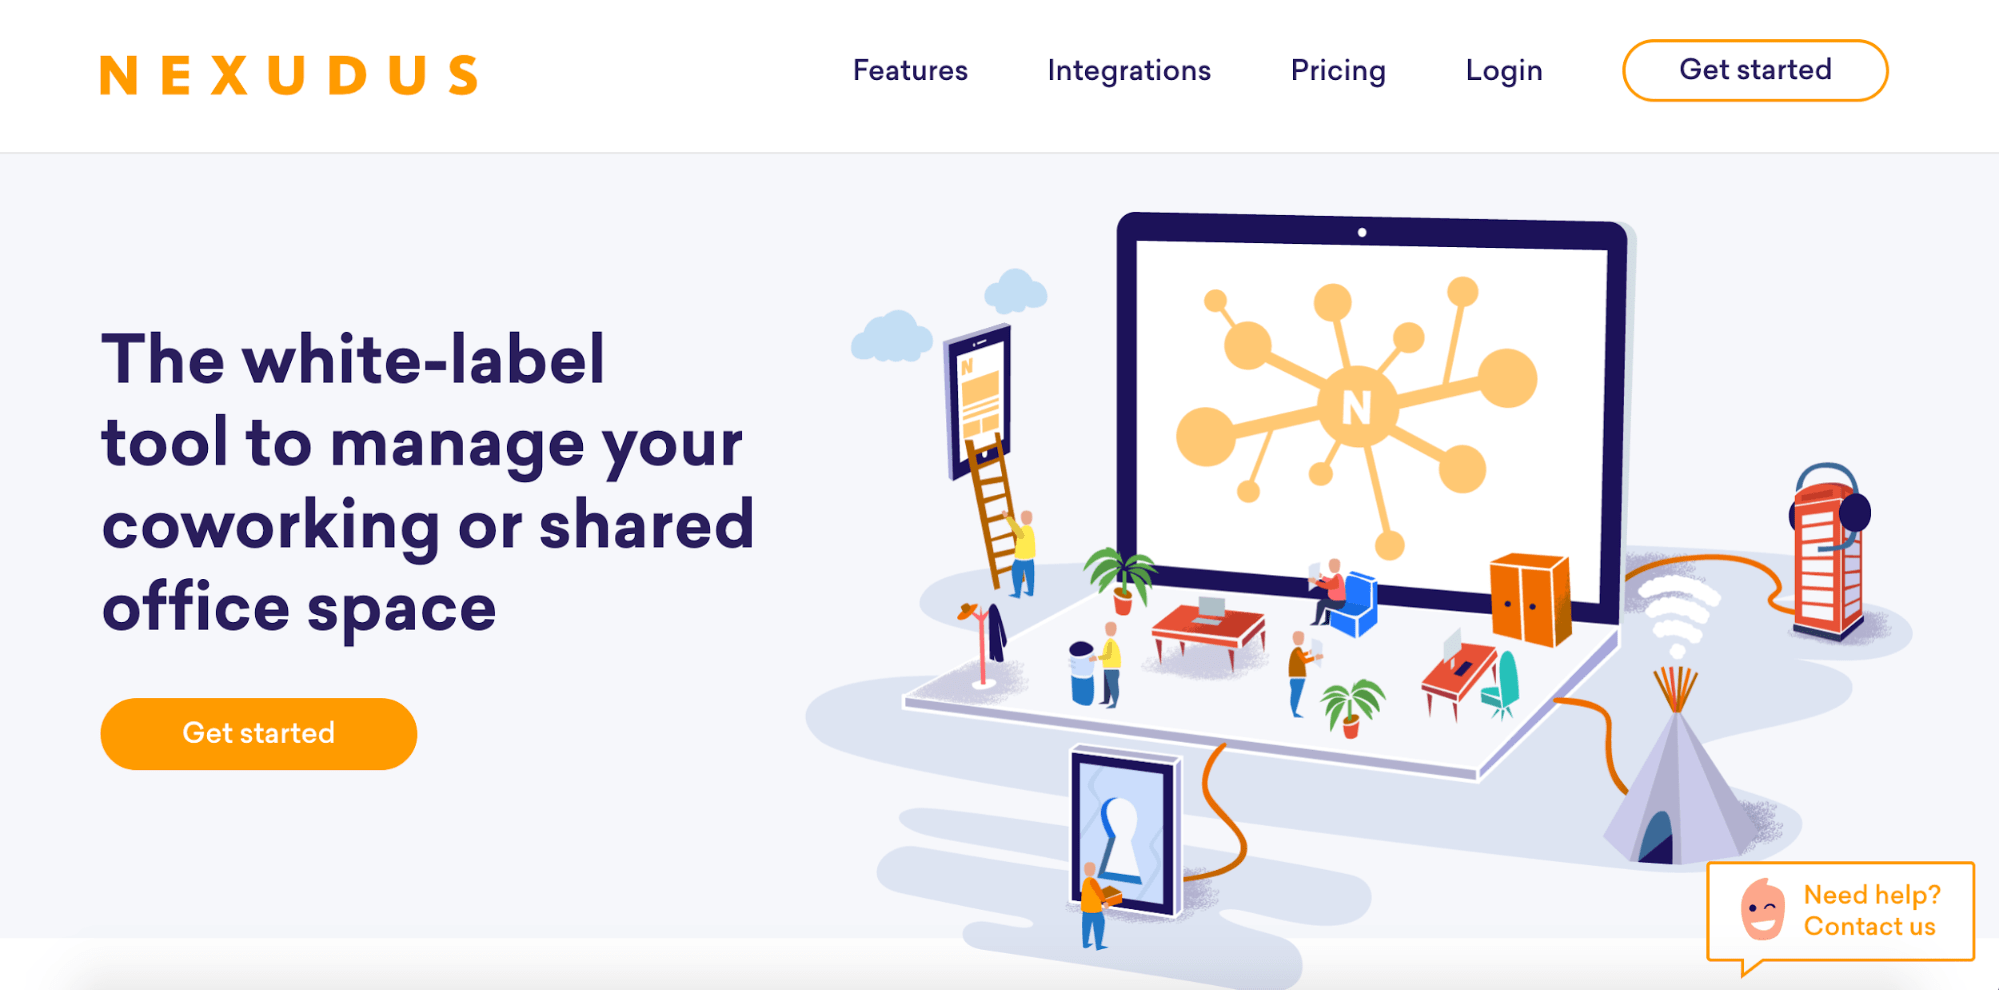 NEXUDUS
Features
Integrations
Pricing
Login
Get started
The white-label
tool to manage your
coworking or shared
office space
Get started
N
N
Need help?
Contact us